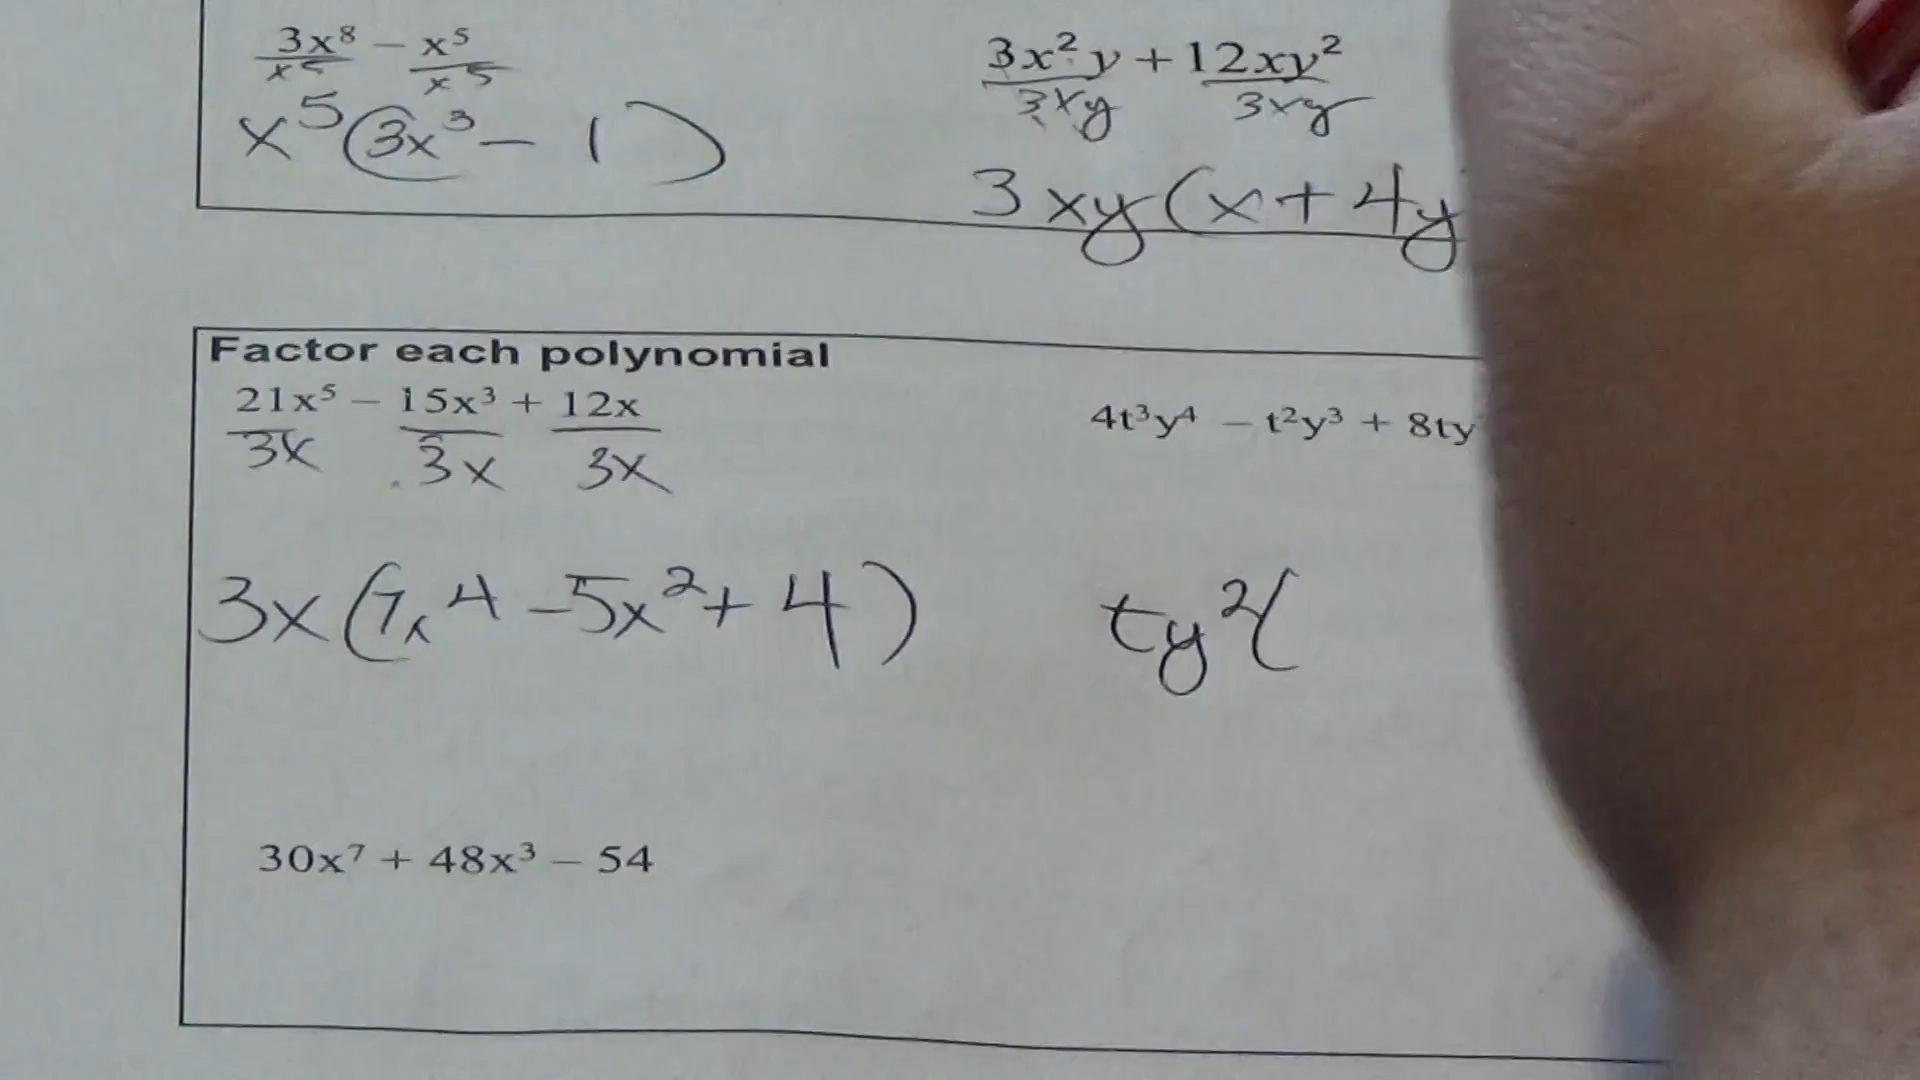 3x⁸ − x⁵ 3x²y + 12xy²
x⁵ x⁵ 3xy 3xy
x⁵(3x³ − 1) 3xy(x + 4y
Factor each polynomial
21x⁵ − 15x³ + 12x 4t³y⁴ − t²y³ + 8ty
3x 3x 3x
3x(7x⁴ − 5x² + 4) ty²(
30x⁷ + 48x³ − 54